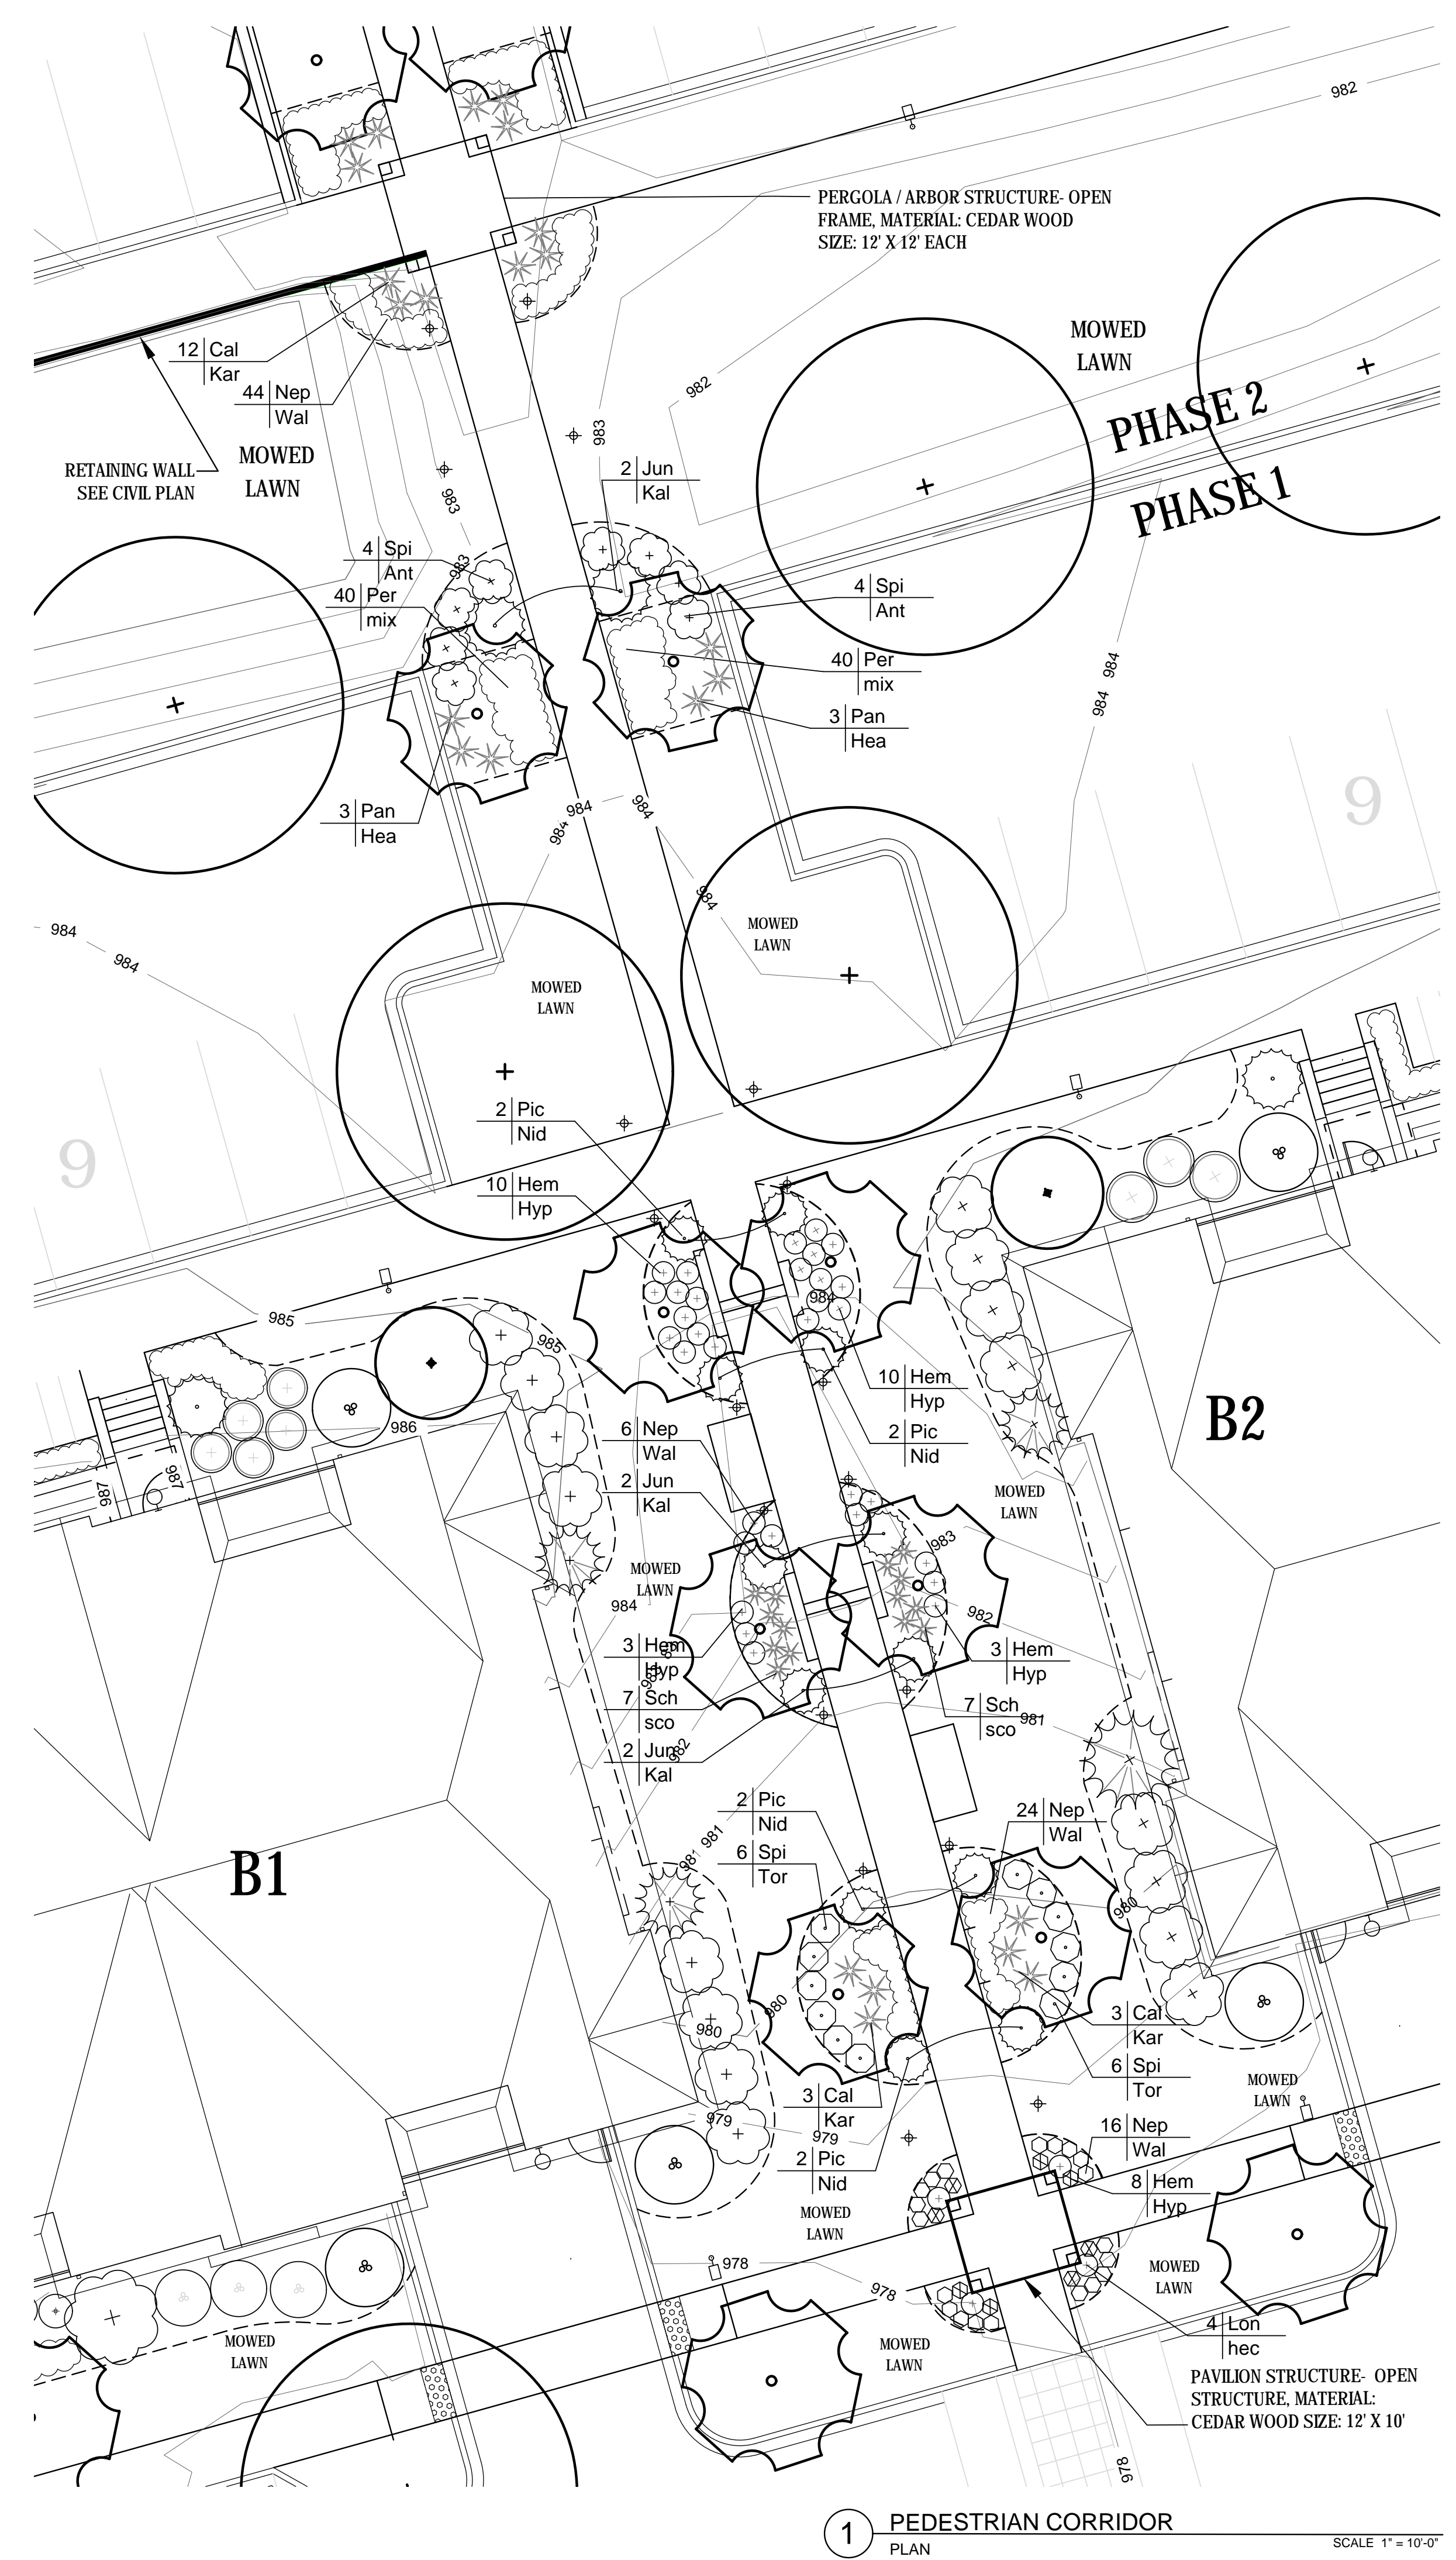 982
PERGOLA / ARBOR STRUCTURE- OPEN
FRAME, MATERIAL: CEDAR WOOD
SIZE: 12' X 12' EACH
MOWED
LAWN
12 Cal
Kar
44 Nep
Wal
982
PHASE 2
983
MOWED
LAWN
RETAINING WALL
SEE CIVIL PLAN
2 Jun
Kal
983
PHASE 1
4 Spi
Ant
983
40 Per
mix
4 Spi
Ant
40 Per
mix
984
984
3 Pan
Hea
3 Pan
Hea
984
984
984
9
984
MOWED
LAWN
984
984
MOWED
LAWN
2 Pic
Nid
9
10 Hem
Hyp
984
985
985
10 Hem
Hyp
B2
986
6 Nep
Wal
2 Pic
Nid
987
987
2 Jun
Kal
MOWED
LAWN
983
MOWED
LAWN
984
982
3 Hem
Hyp
3 Hem
Hyp
7 Sch
sco
7 Sch
sco
981
2 Jun
Kal
982
2 Pic
Nid
24 Nep
Wal
981
981
6 Spi
Tor
B1
980
980
980
3 Cal
Kar
6 Spi
Tor
MOWED
LAWN
3 Cal
Kar
979
979
16 Nep
Wal
2 Pic
Nid
8 Hem
Hyp
MOWED
LAWN
978
978
MOWED
LAWN
4 Lon
hec
MOWED
LAWN
MOWED
LAWN
PAVILION STRUCTURE- OPEN
STRUCTURE, MATERIAL:
CEDAR WOOD SIZE: 12' X 10'
978
1 PEDESTRIAN CORRIDOR
PLAN
SCALE 1" = 10'-0"